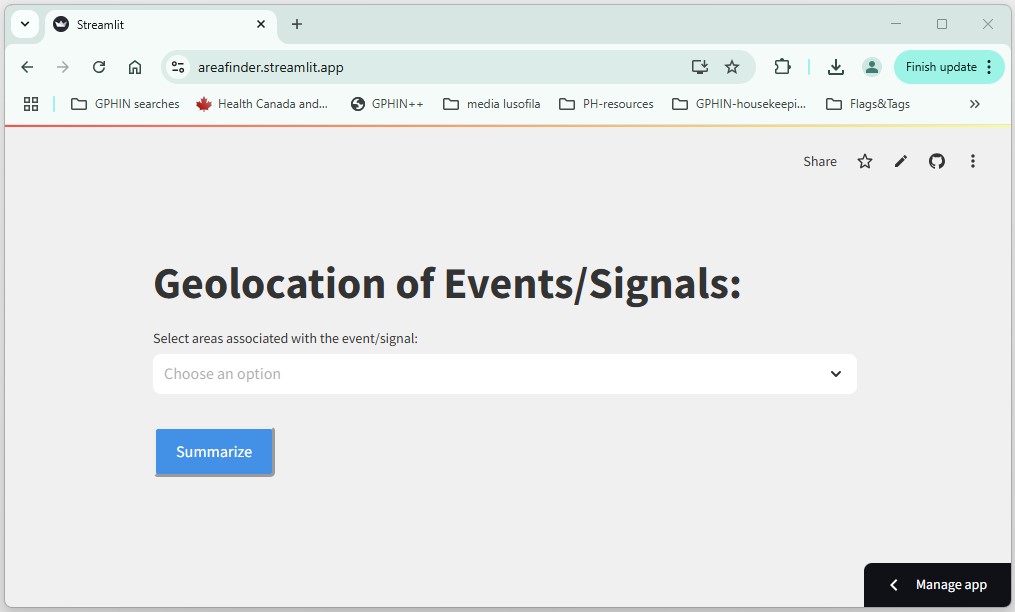 Streamlit
areafinder.streamlit.app
Finish update
GPHIN searches
Health Canada and...
GPHIN++
media lusofila
PH-resources
GPHIN-housekeepi...
Flags&Tags
Share
Geolocation of Events/Signals:
Select areas associated with the event/signal:
Choose an option
Summarize
Manage app